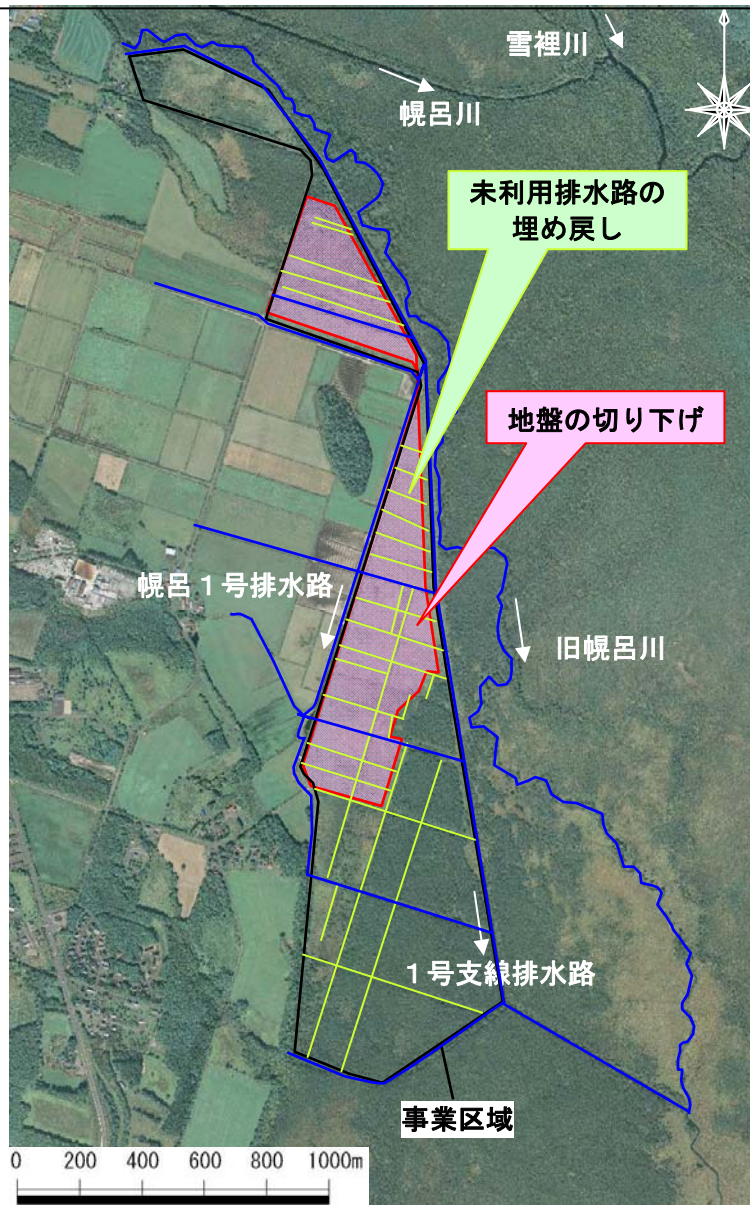 雪裡川
幌呂川
未利用排水路の
埋め戻し
地盤の切り下げ
幌呂１号排水路
旧幌呂川
１号支線排水路
事業区域
0 200 400 600 800 1000m